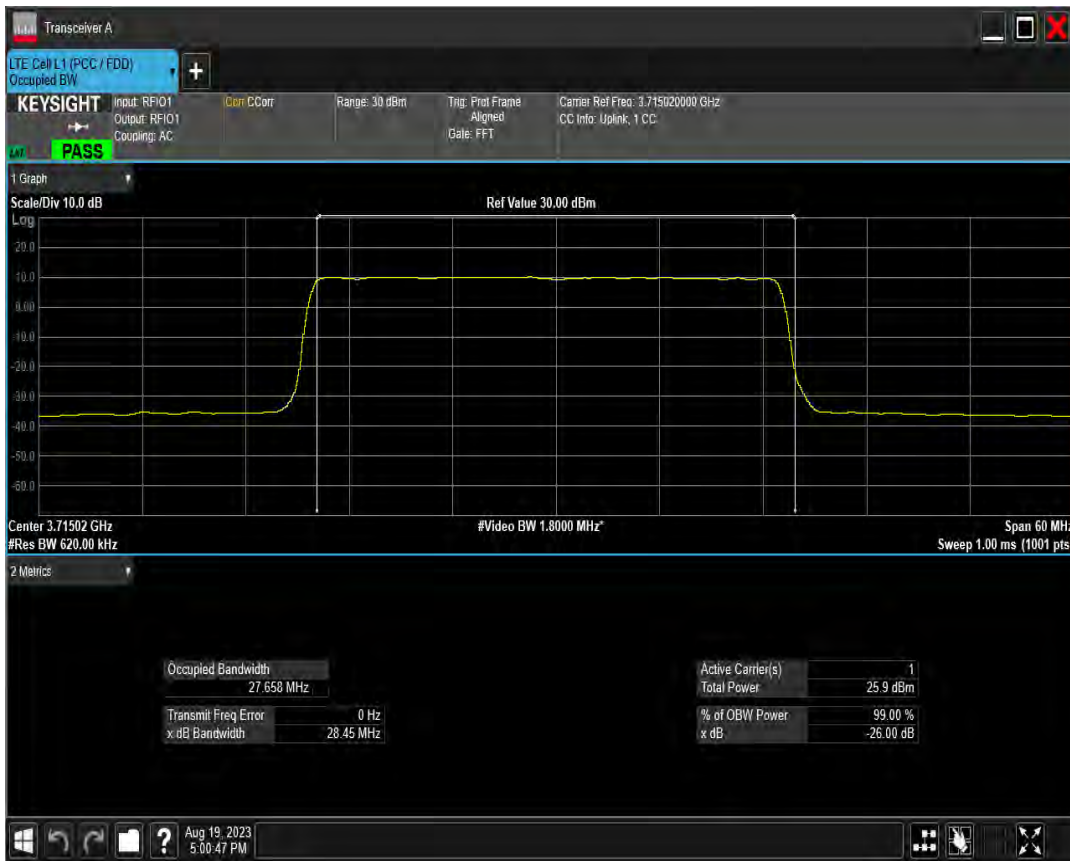 Transceiver A
LTE Cell L1 (PCC / FDD)
Occupied BW
+
KEYSIGHT
PASS
Input: RFIO1
Output: RFIO1
Coupling: AC
Corr CCorr
Range: 30 dBm
Trig: Prot Frame
Aligned
Gate: FFT
Carrier Ref Freq: 3.715020000 GHz
CC Info: Uplink, 1 CC
1 Graph
Scale/Div 10.0 dB
Ref Value 30.00 dBm
Log
20.0
10.0
0.00
-10.0
-20.0
-30.0
-40.0
-50.0
-60.0
Center 3.71502 GHz
#Video BW 1.8000 MHz*
Span 60 MHz
#Res BW 620.00 kHz
Sweep 1.00 ms (1001 pts
2 Metrics
Occupied Bandwidth
27.658 MHz
Transmit Freq Error 0 Hz
x dB Bandwidth 28.45 MHz
Active Carrier(s) 1
Total Power 25.9 dBm
% of OBW Power 99.00 %
x dB -26.00 dB
?
Aug 19, 2023
5:00:47 PM